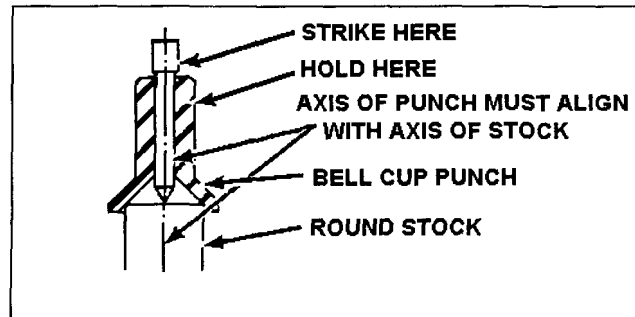 STRIKE HERE
HOLD HERE
AXIS OF PUNCH MUST ALIGN
WITH AXIS OF STOCK
BELL CUP PUNCH
ROUND STOCK